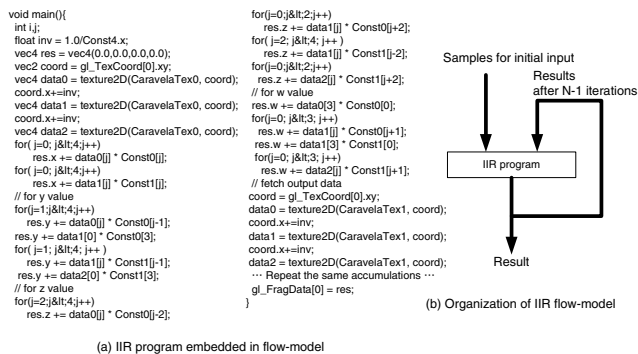 void main(){
int i,j;
float inv = 1.0/Const4.x;
vec4 res = vec4(0.0,0.0,0.0,0.0);
vec2 coord = gl_TexCoord[0].xy;
vec4 data0 = texture2D(CaravelaTex0, coord);
coord.x+=inv;
vec4 data1 = texture2D(CaravelaTex0, coord);
coord.x+=inv;
vec4 data2 = texture2D(CaravelaTex0, coord);
for( j=0; j&lt;4;j++)
res.x += data0[j] * Const0[j];
for( j=0; j&lt;4;j++)
res.x += data1[j] * Const1[j];
// for y value
for(j=1;j&lt;4;j++)
res.y += data0[j] * Const0[j-1];
res.y += data1[0] * Const0[3];
for( j=1; j&lt;4; j++ )
res.y += data1[j] * Const1[j-1];
res.y += data2[0] * Const1[3];
// for z value
for(j=2;j&lt;4;j++)
res.z += data0[j] * Const0[j-2];
for(j=0;j&lt;2;j++)
res.z += data1[j] * Const0[j+2];
for( j=2; j&lt;4; j++ )
res.z += data1[j] * Const1[j-2];
for(j=0;j&lt;2;j++)
res.z += data2[j] * Const1[j+2];
// for w value
res.w += data0[3] * Const0[0];
for(j=0; j&lt;3; j++)
res.w += data1[j] * Const0[j+1];
res.w += data1[3] * Const1[0];
for(j=0; j&lt;3; j++)
res.w += data2[j] * Const1[j+1];
// fetch output data
coord = gl_TexCoord[0].xy;
data0 = texture2D(CaravelaTex1, coord);
coord.x+=inv;
data1 = texture2D(CaravelaTex1, coord);
coord.x+=inv;
data2 = texture2D(CaravelaTex1, coord);
··· Repeat the same accumulations ···
gl_FragData[0] = res;
}
(a) IIR program embedded in flow-model
Samples for initial input
Results
after N-1 iterations
IIR program
Result
(b) Organization of IIR flow-model